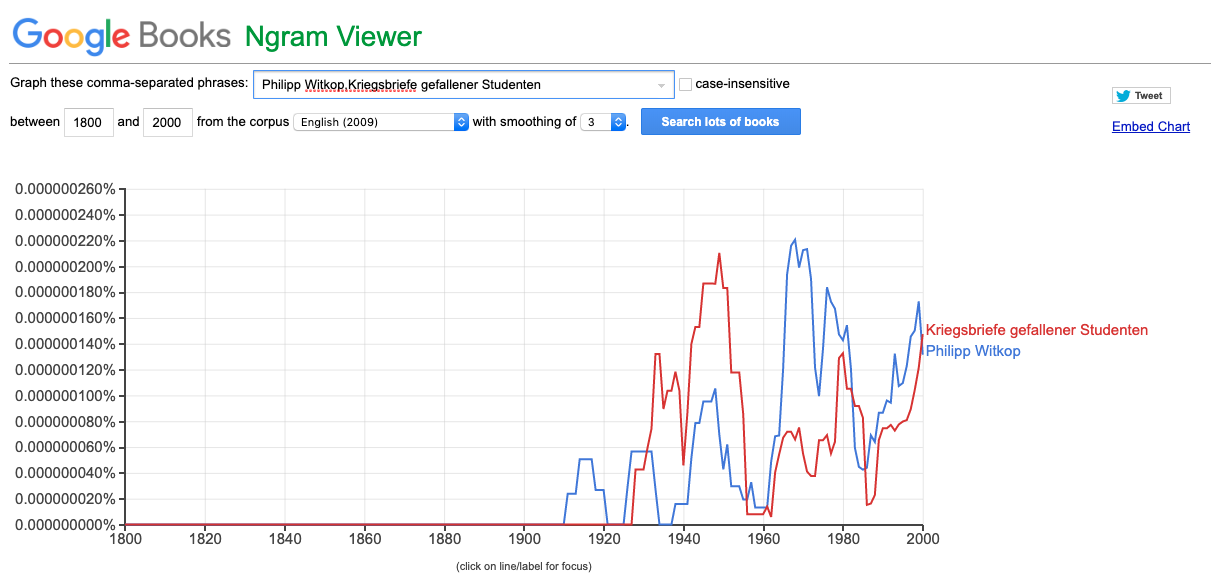 Google Books Ngram Viewer
Graph these comma-separated phrases: Philipp Witkop,Kriegsbriefe gefallener Studenten case-insensitive
between 1800 and 2000 from the corpus English (2009) with smoothing of 3 . Search lots of books
Tweet
Embed Chart
0.000000260%
0.000000240%
0.000000220%
0.000000200%
0.000000180%
0.000000160%
0.000000140%
0.000000120%
0.000000100%
0.000000080%
0.000000060%
0.000000040%
0.000000020%
0.000000000%
Kriegsbriefe gefallener Studenten
Philipp Witkop
1800 1820 1840 1860 1880 1900 1920 1940 1960 1980 2000
(click on line/label for focus)